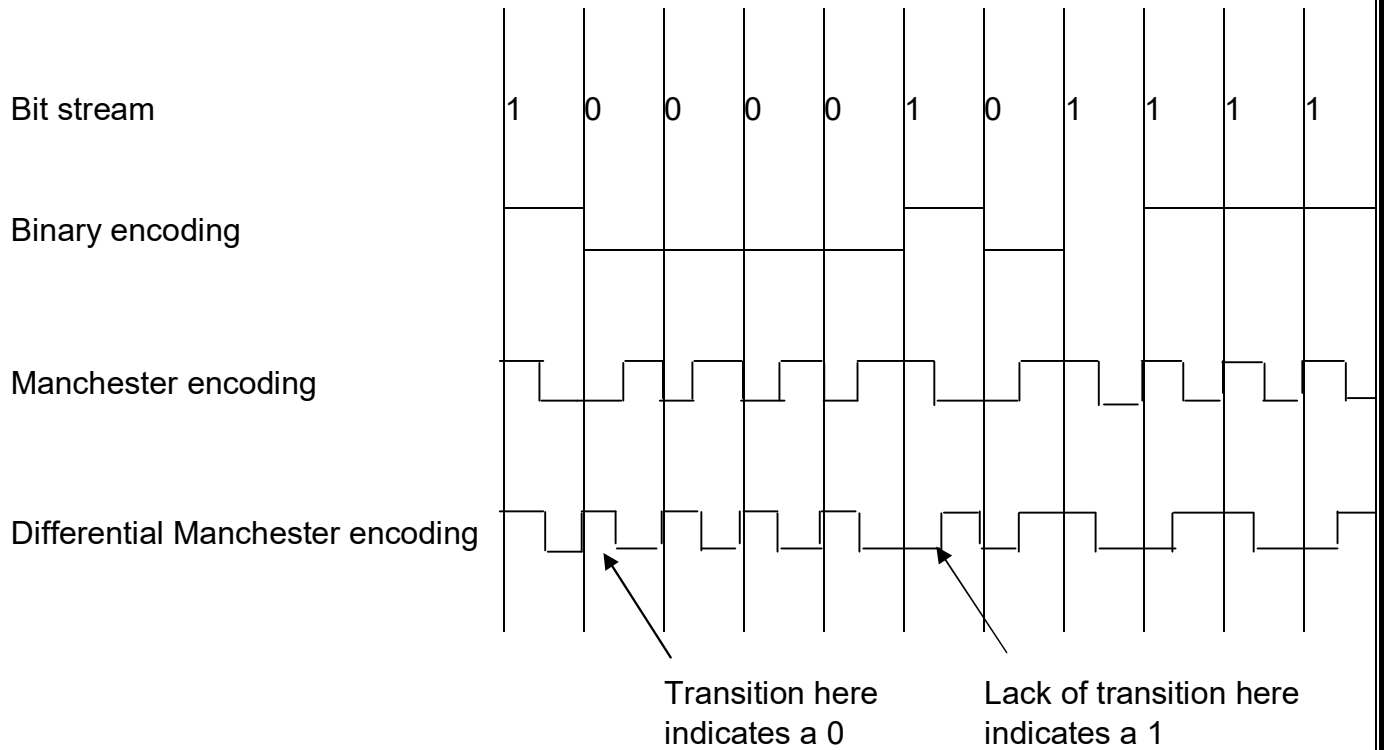 Bit stream 1 0 0 0 0 1 0 1 1 1 1
Binary encoding
Manchester encoding
Differential Manchester encoding
Transition here
indicates a 0
Lack of transition here
indicates a 1